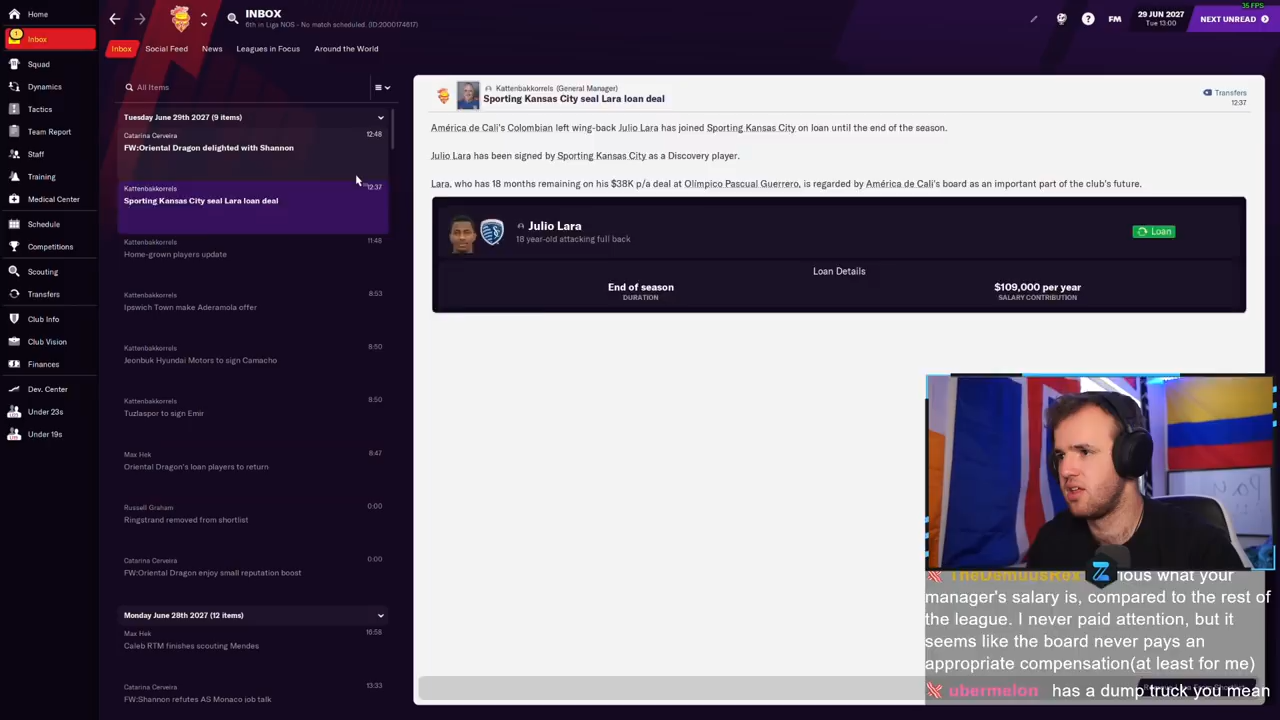 35 FPS
Home
INBOX
6th in Liga NOS - No match scheduled. (ID:2000174817)
FM
29 JUN 2027
Tue 13:00
NEXT UNREAD
1
Inbox
Inbox Social Feed News Leagues in Focus Around the World
Squad
Dynamics
Tactics
Team Report
Staff
Training
Medical Center
Schedule
Competitions
Scouting
Transfers
Club Info
Club Vision
Finances
Dev. Center
Under 23s
Under 19s
All Items
Tuesday June 29th 2027 (9 items)
Catarina Cerveira 12:48
FW:Oriental Dragon delighted with Shannon
Kattenbakkorrels 12:37
Sporting Kansas City seal Lara loan deal
Kattenbakkorrels 11:48
Home-grown players update
Kattenbakkorrels 8:53
Ipswich Town make Aderamola offer
Kattenbakkorrels 8:50
Jeonbuk Hyundai Motors to sign Camacho
Kattenbakkorrels 8:50
Tuzlaspor to sign Emir
Max Hek 8:47
Oriental Dragon's loan players to return
Russell Graham 0:00
Ringstrand removed from shortlist
Catarina Cerveira 0:00
FW:Oriental Dragon enjoy small reputation boost
Monday June 28th 2027 (12 items)
Max Hek 16:58
Caleb RTM finishes scouting Mendes
Catarina Cerveira 13:33
FW:Shannon refutes AS Monaco job talk
Kattenbakkorrels (General Manager)
Sporting Kansas City seal Lara loan deal
Transfers
12:37
América de Cali's Colombian left wing-back Julio Lara has joined Sporting Kansas City on loan until the end of the season.
Julio Lara has been signed by Sporting Kansas City as a Discovery player.
Lara, who has 18 months remaining on his $38K p/a deal at Olímpico Pascual Guerrero, is regarded by América de Cali's board as an important part of the club's future.
Julio Lara
18 year-old attacking full back
Loan
Loan Details
End of season
DURATION
$109,000 per year
SALARY CONTRIBUTION
TheDemuusRex ious what your
manager's salary is, compared to the rest of
the league. I never paid attention, but it
seems like the board never pays an
appropriate compensation(at least for me)
ubermelon has a dump truck you mean